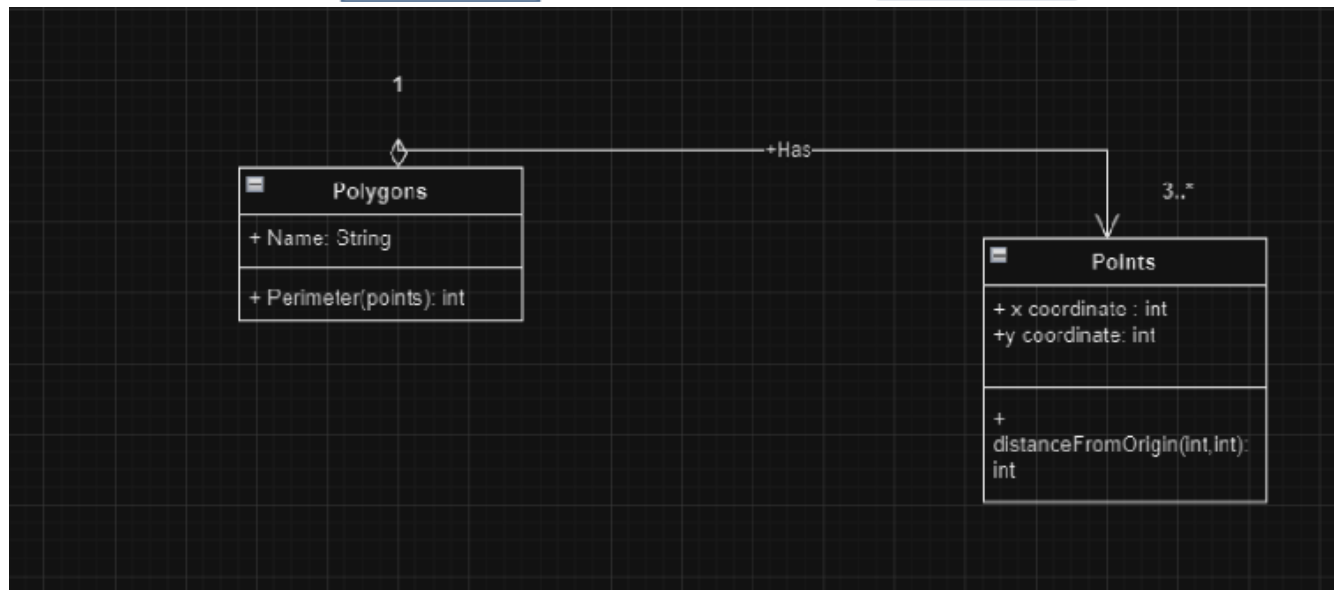 1
+Has
Polygons
+ Name: String
+ Perimeter(points): int
3..*
Points
+ x coordinate : int
+y coordinate: int
+
distanceFromOrigin(int,int):
int